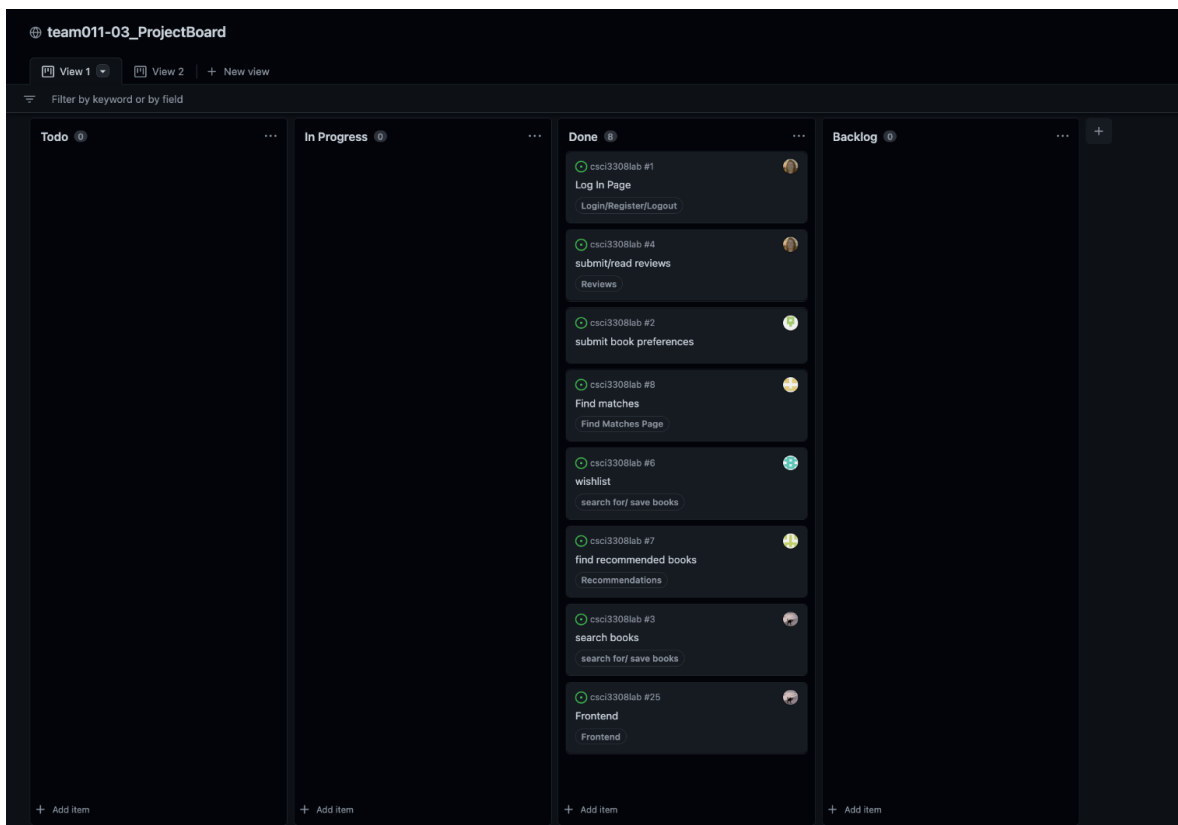 team011-03_ProjectBoard
View 1
View 2
+ New view
Filter by keyword or by field
Todo 0
In Progress 0
Done 8
Backlog 0
+
csci3308lab #1
Log In Page
Login/Register/Logout
csci3308lab #4
submit/read reviews
Reviews
csci3308lab #2
submit book preferences
csci3308lab #8
Find matches
Find Matches Page
csci3308lab #6
wishlist
search for/ save books
csci3308lab #7
find recommended books
Recommendations
csci3308lab #3
search books
search for/ save books
csci3308lab #25
Frontend
Frontend
+ Add item
+ Add item
+ Add item
+ Add item